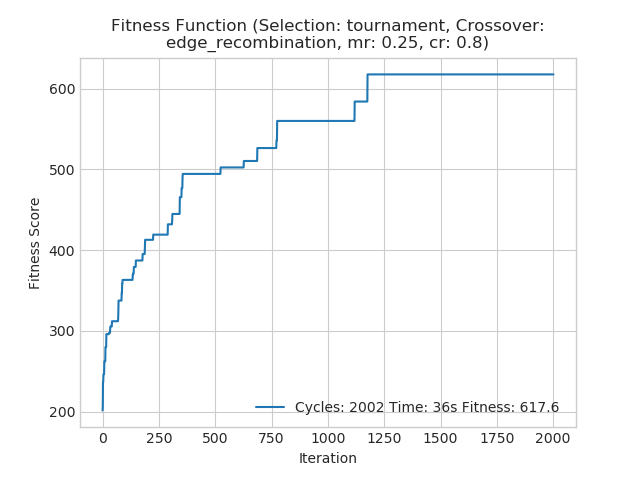 Fitness Function (Selection: tournament, Crossover:
edge_recombination, mr: 0.25, cr: 0.8)
600
500
400
300
200
Fitness Score
Cycles: 2002 Time: 36s Fitness: 617.6
0 250 500 750 1000 1250 1500 1750 2000
Iteration